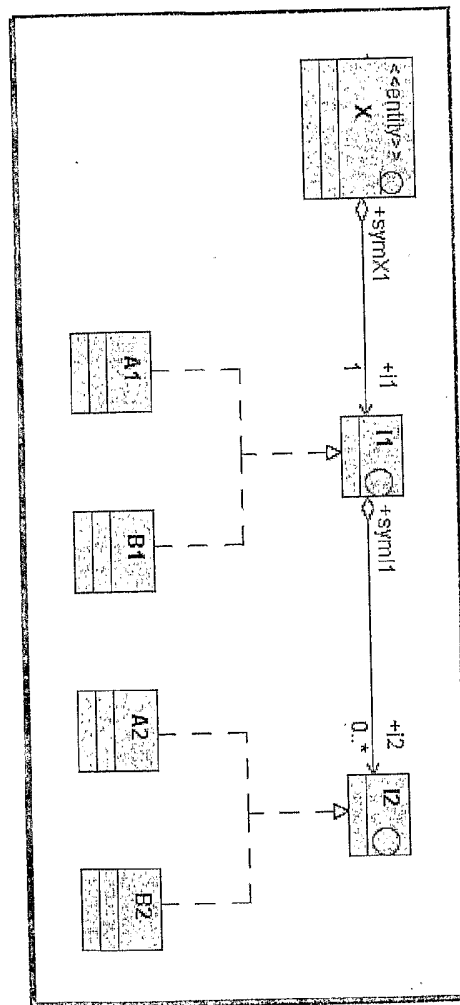 <<entity>>
X
+symX1
+i1
1
I1
+symI1
+i2
0..*
I2
A1
B1
A2
B2